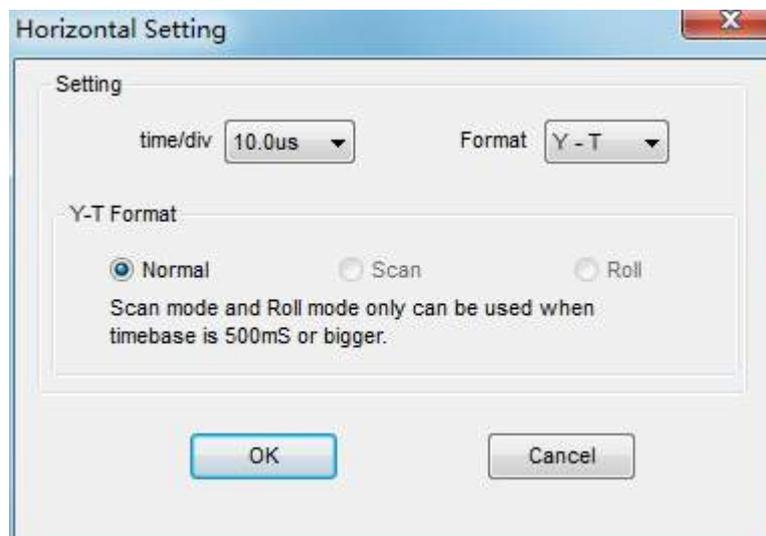 Horizontal Setting
Setting
time/div 10.0us Format Y - T
Y-T Format
Normal Scan Roll
Scan mode and Roll mode only can be used when
timebase is 500mS or bigger.
OK Cancel